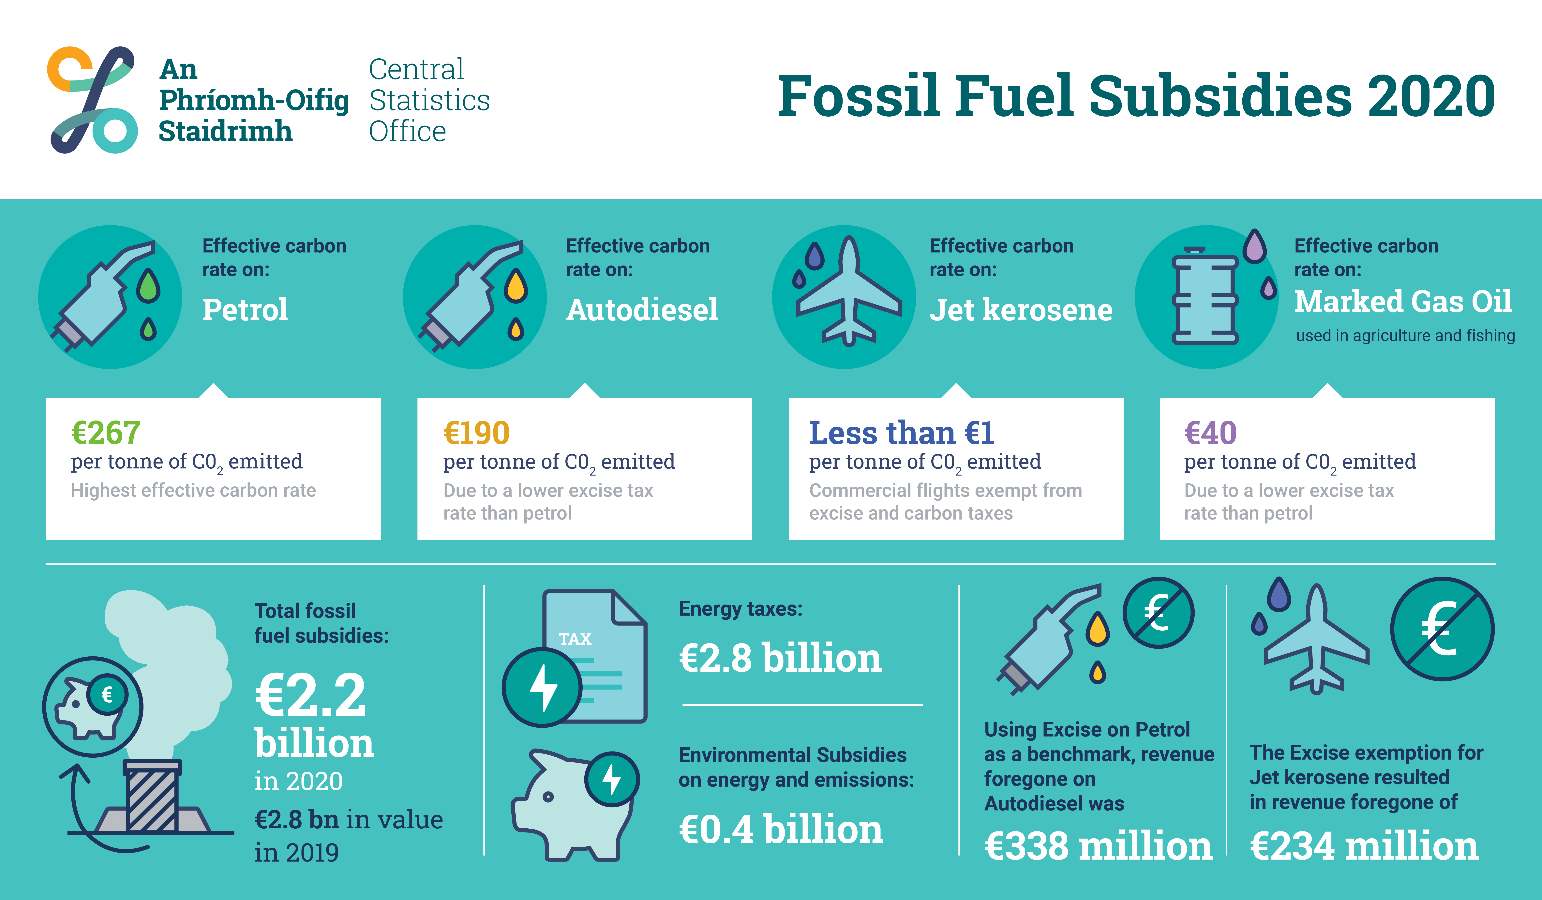 An
Phríomh-Oifig
Staidrimh
Central
Statistics
Office
Fossil Fuel Subsidies 2020
Effective carbon
rate on:
Petrol
€267
per tonne of CO₂ emitted
Highest effective carbon rate
Effective carbon
rate on:
Autodiesel
€190
per tonne of CO₂ emitted
Due to a lower excise tax
rate than petrol
Effective carbon
rate on:
Jet kerosene
Less than €1
per tonne of CO₂ emitted
Commercial flights exempt from
excise and carbon taxes
Effective carbon
rate on:
Marked Gas Oil
used in agriculture and fishing
€40
per tonne of CO₂ emitted
Due to a lower excise tax
rate than petrol
€
Total fossil
fuel subsidies:
€2.2
billion
in 2020
€2.8 bn in value
in 2019
TAX
Energy taxes:
€2.8 billion
Environmental Subsidies
on energy and emissions:
€0.4 billion
€
Using Excise on Petrol
as a benchmark, revenue
foregone on
Autodiesel was
€338 million
€
The Excise exemption for
Jet kerosene resulted
in revenue foregone of
€234 million